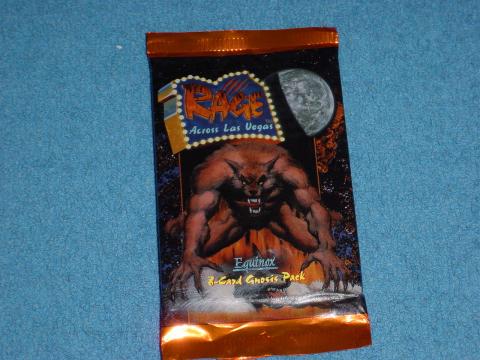 RAGE
Across Las Vegas
Equinox
8-Card Gnosis Pack